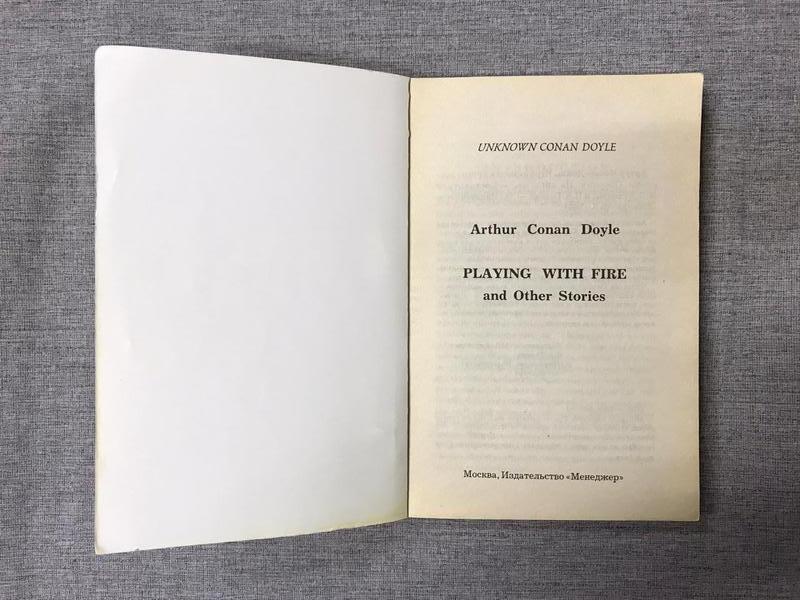 UNKNOWN CONAN DOYLE
Arthur Conan Doyle
PLAYING WITH FIRE
and Other Stories
Москва, Издательство «Менеджер»